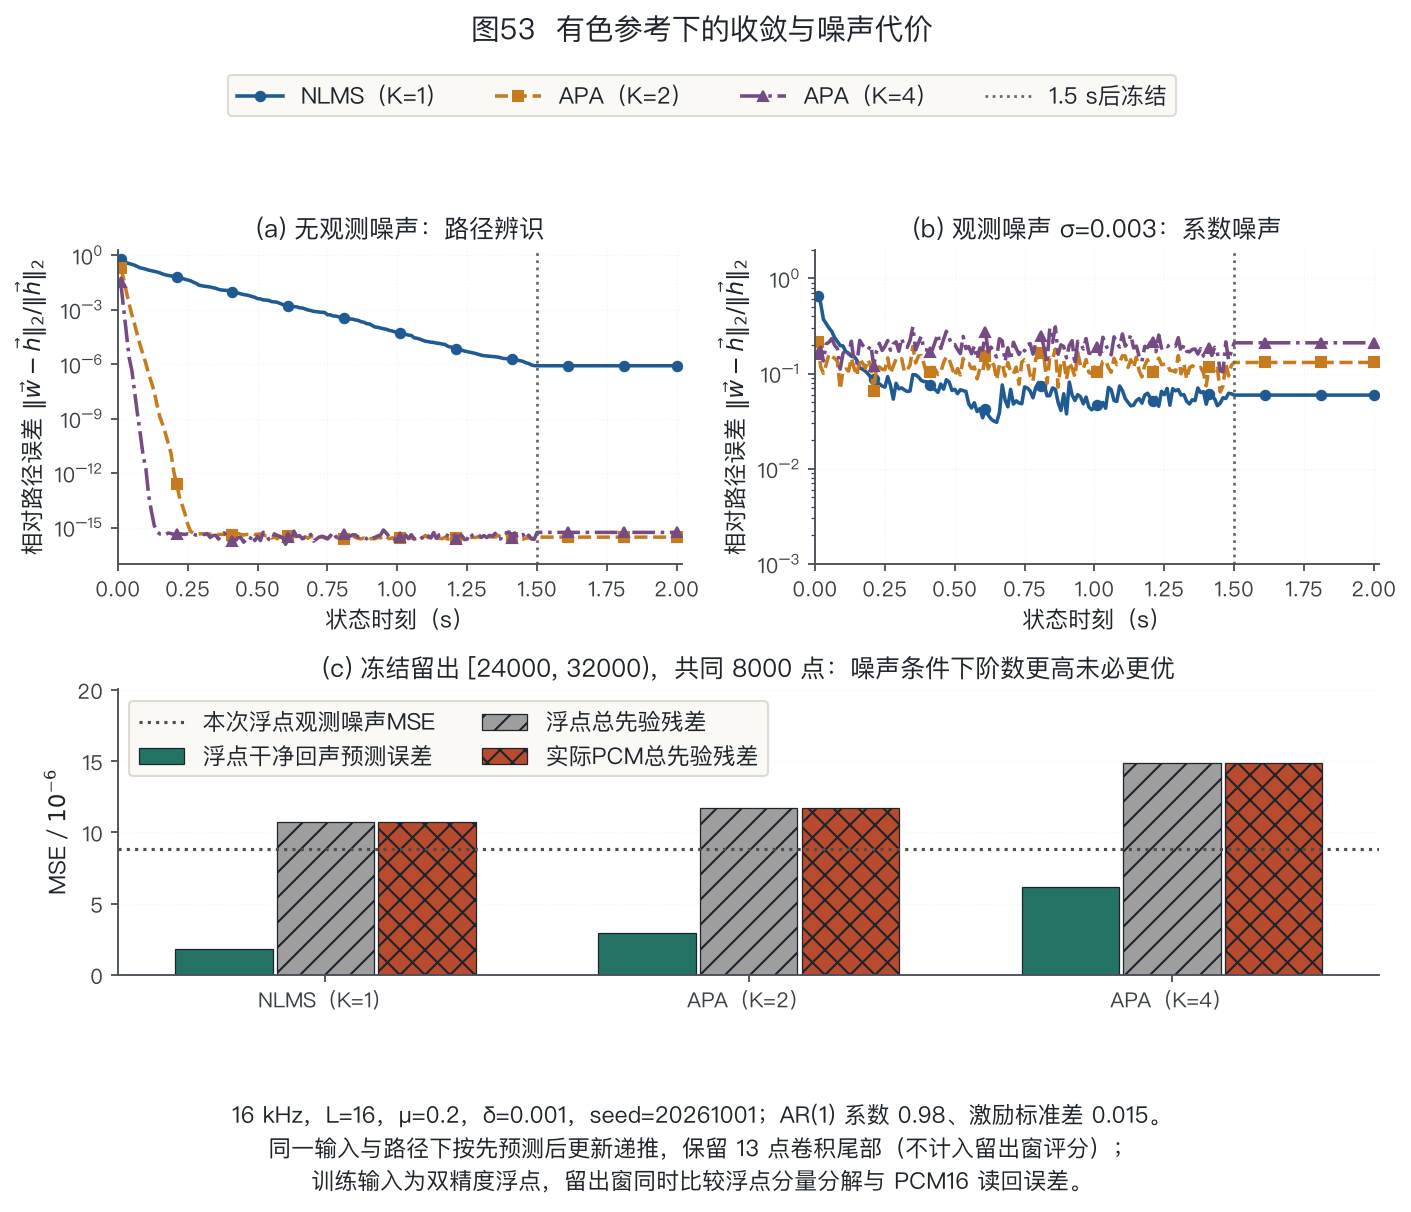 图53 有色参考下的收敛与噪声代价
NLMS（K=1）
APA（K=2）
APA（K=4）
1.5 s后冻结
(a) 无观测噪声：路径辨识
相对路径误差 ‖w⃗ − h⃗‖₂/‖h⃗‖₂
10⁰
10⁻³
10⁻⁶
10⁻⁹
10⁻¹²
10⁻¹⁵
0.00 0.25 0.50 0.75 1.00 1.25 1.50 1.75 2.00
状态时刻（s）
(b) 观测噪声 σ=0.003：系数噪声
相对路径误差 ‖w⃗ − h⃗‖₂/‖h⃗‖₂
10⁰
10⁻¹
10⁻²
10⁻³
0.00 0.25 0.50 0.75 1.00 1.25 1.50 1.75 2.00
状态时刻（s）
(c) 冻结留出 [24000, 32000)，共同 8000 点：噪声条件下阶数更高未必更优
MSE / 10⁻⁶
20
15
10
5
0
本次浮点观测噪声MSE
浮点干净回声预测误差
浮点总先验残差
实际PCM总先验残差
NLMS（K=1）
APA（K=2）
APA（K=4）
16 kHz，L=16，μ=0.2，δ=0.001，seed=20261001；AR(1) 系数 0.98、激励标准差 0.015。
同一输入与路径下按先预测后更新递推，保留 13 点卷积尾部（不计入留出窗评分）；
训练输入为双精度浮点，留出窗同时比较浮点分量分解与 PCM16 读回误差。